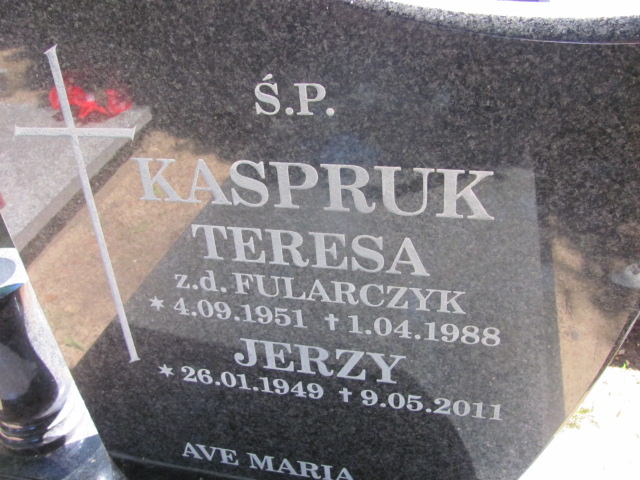 Ś.P.
KASPRUK
TERESA
z.d. FULARCZYK
* 4.09.1951 † 1.04.1988
JERZY
* 26.01.1949 † 9.05.2011
AVE MARIA